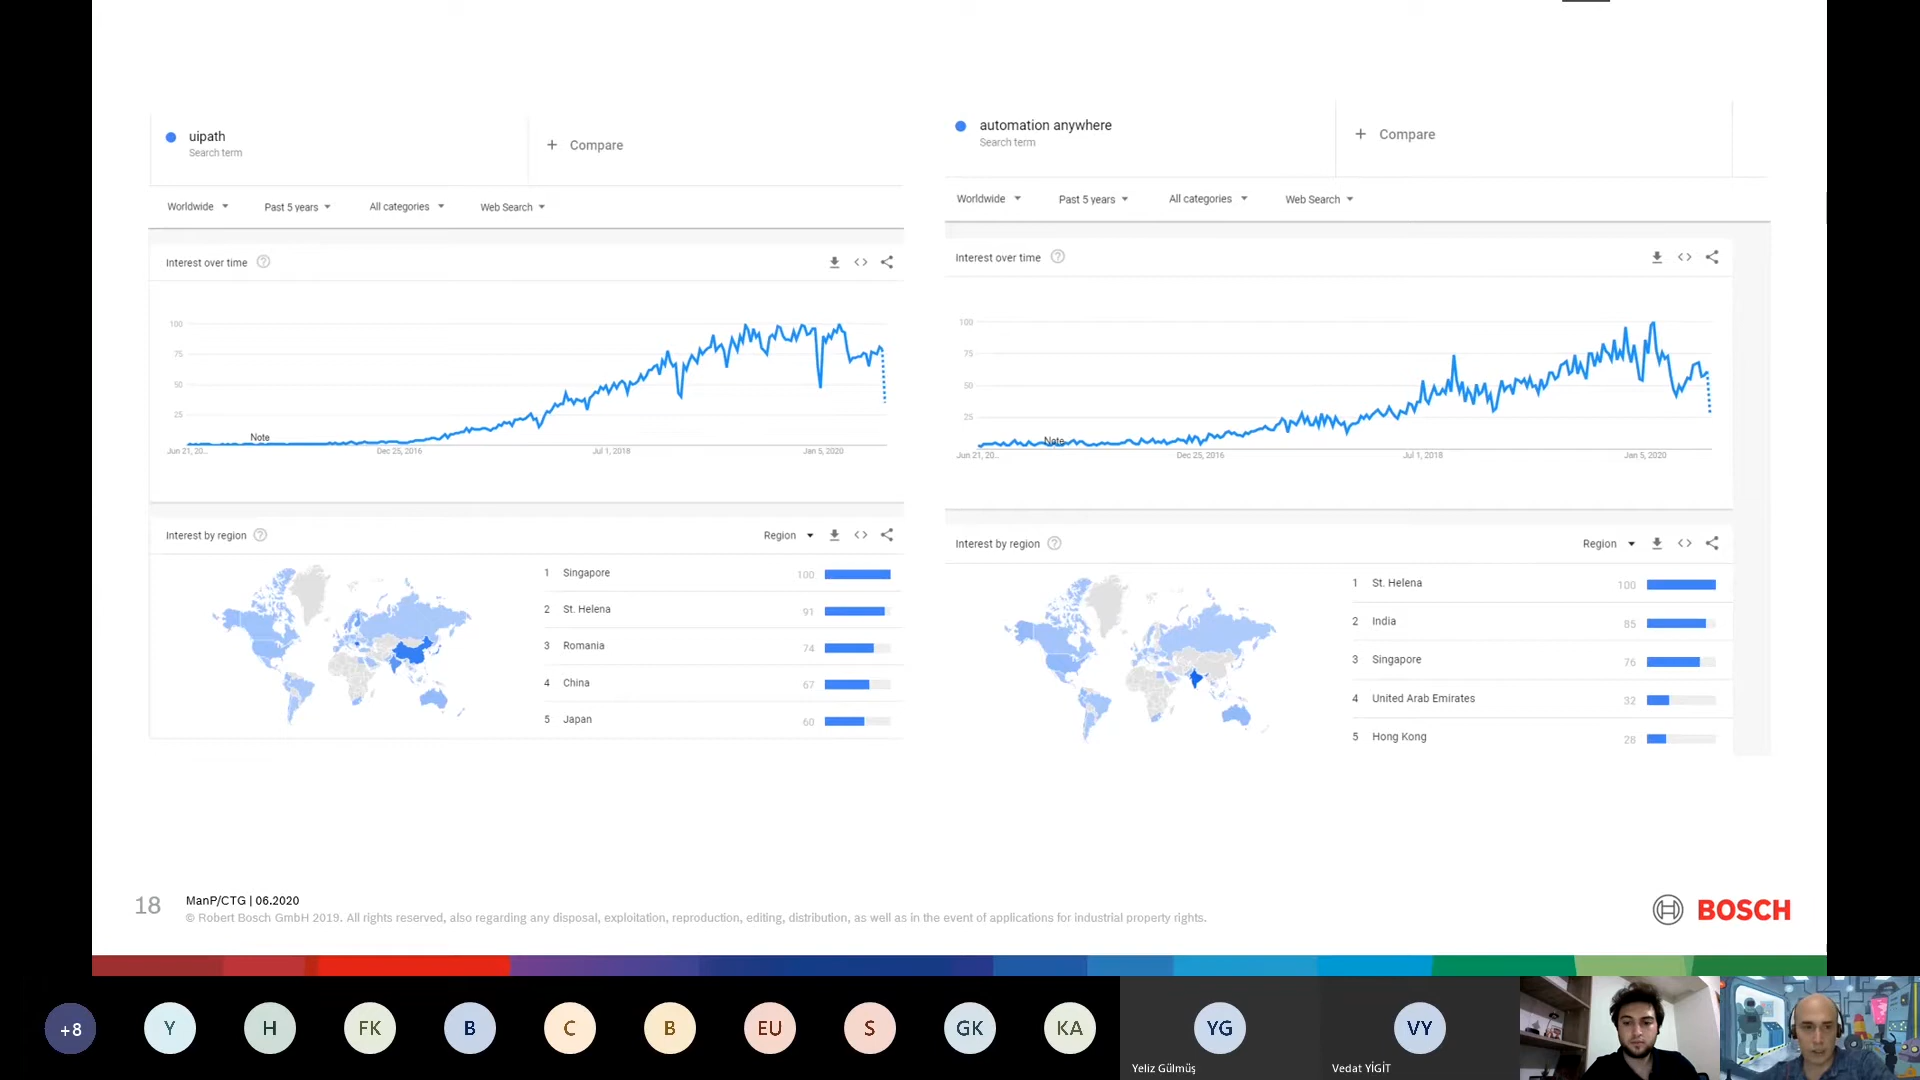 uipath
Search term
+ Compare
Worldwide
Past 5 years
All categories
Web Search
Interest over time
100
75
50
25
Note
Jun 21, 20...
Dec 25, 2016
Jul 1, 2018
Jan 5, 2020
Interest by region
Region
1 Singapore 100
2 St. Helena 91
3 Romania 74
4 China 67
5 Japan 60
automation anywhere
Search term
+ Compare
Worldwide
Past 5 years
All categories
Web Search
Interest over time
100
75
50
25
Note
Jun 21, 20...
Dec 25, 2016
Jul 1, 2018
Jan 5, 2020
Interest by region
Region
1 St. Helena 100
2 India 85
3 Singapore 76
4 United Arab Emirates 32
5 Hong Kong 28
18
ManP/CTG | 06.2020
© Robert Bosch GmbH 2019. All rights reserved, also regarding any disposal, exploitation, reproduction, editing, distribution, as well as in the event of applications for industrial property rights.
BOSCH
+8
Y
H
FK
B
C
B
EU
S
GK
KA
YG
Yeliz Gülmüş
VY
Vedat YİGİT